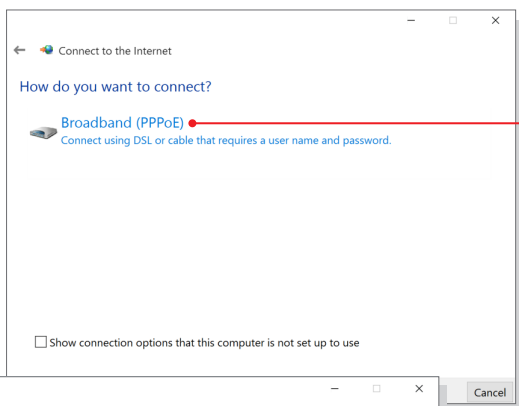 Connect to the Internet
How do you want to connect?
Broadband (PPPoE)
Connect using DSL or cable that requires a user name and password.
Show connection options that this computer is not set up to use
Cancel